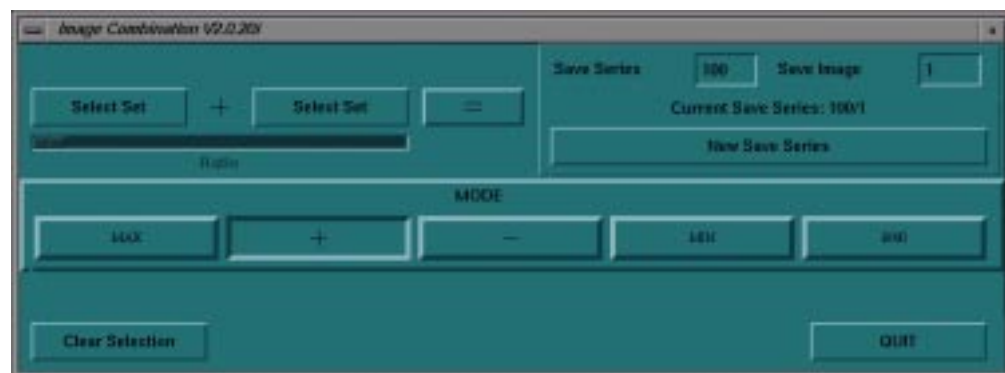 Image Combination V2.0.20i
Save Series 100 Save Image 1
Select Set + Select Set =
Current Save Series: 100/1
New Save Series
Ratio
MODE
MAX + - MIN
Clear Selection QUIT